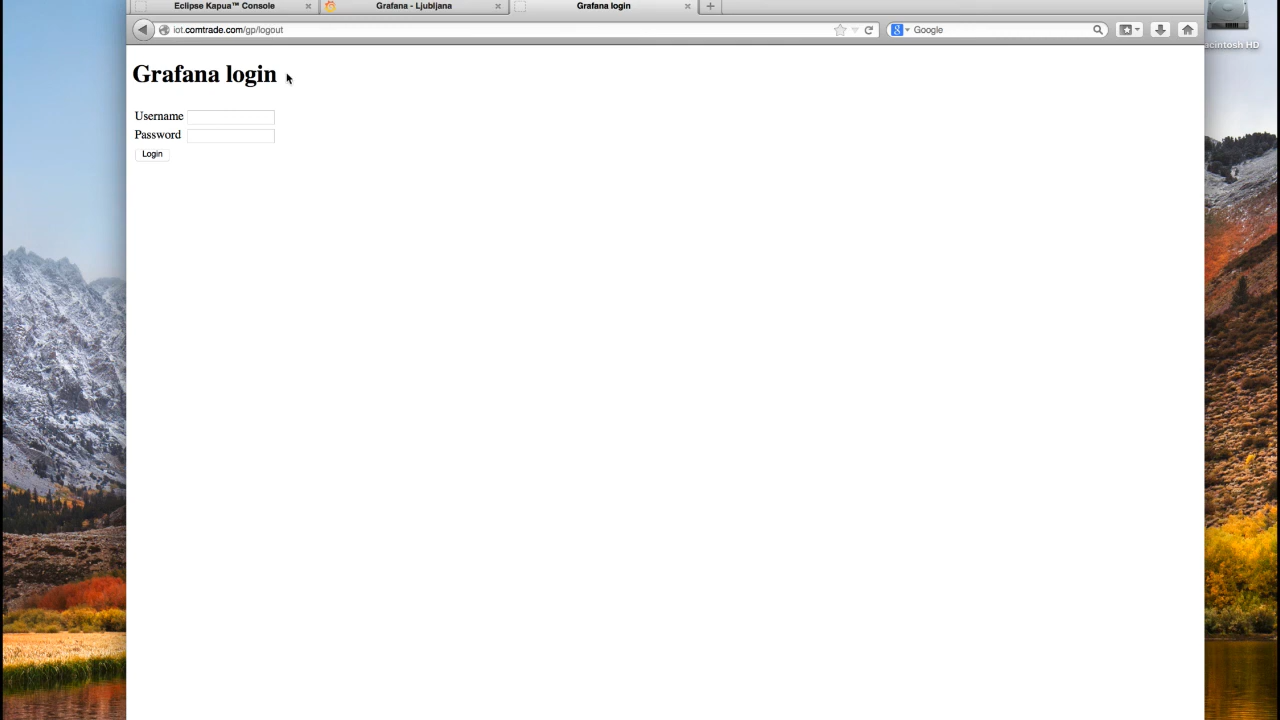 Eclipse Kapua™ Console
Grafana - Ljubljana
Grafana login
iot.comtrade.com/gp/logout
Google
acintosh HD
Grafana login
Username
Password
Login